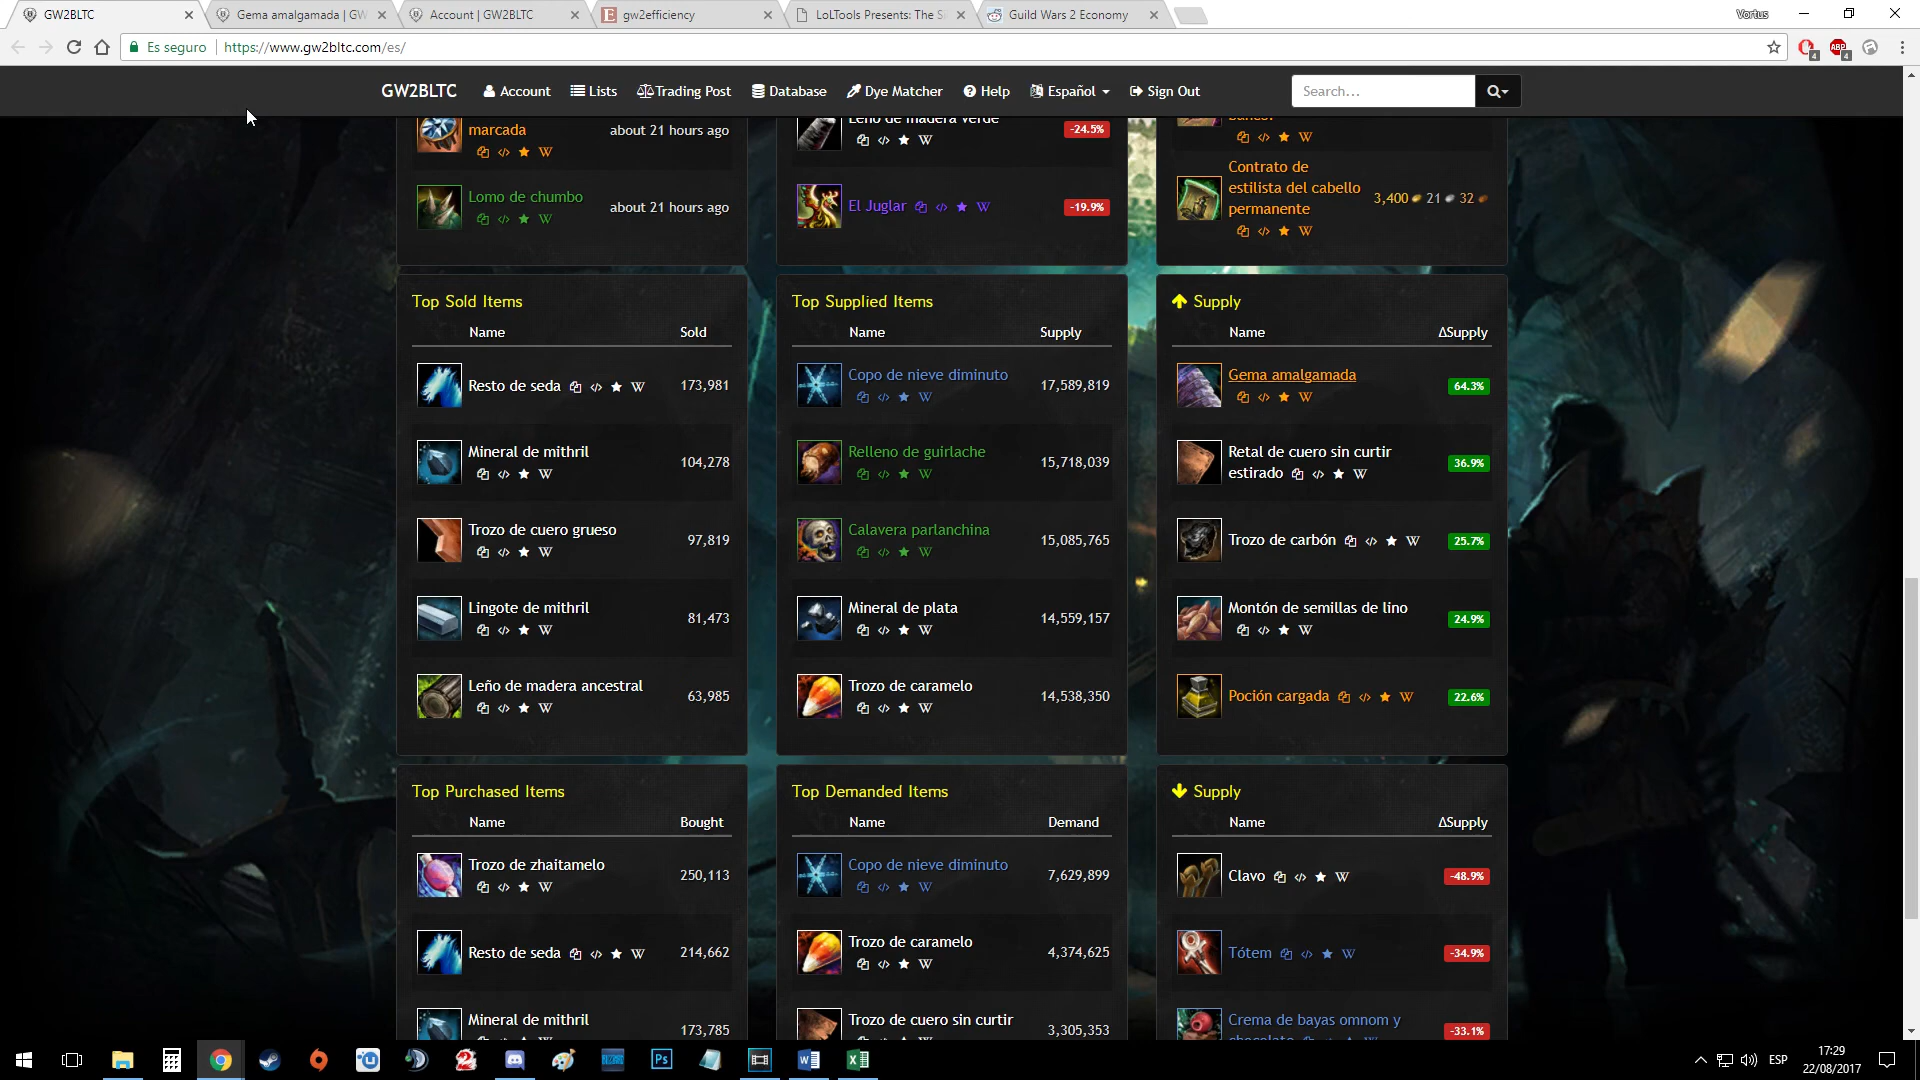 GW2BLTC
Gema amalgamada | GW
Account | GW2BLTC
gw2efficiency
LoLTools Presents: The S
Guild Wars 2 Economy
Vortus
Es seguro
https://www.gw2bltc.com/es/
GW2BLTC
Account
Lists
Trading Post
Database
Dye Matcher
Help
Español
Sign Out
Search...
marcada
about 21 hours ago
Lomo de chumbo
about 21 hours ago
Leño de madera verde
-24.5%
El Juglar
-19.9%
Contrato de
estilista del cabello
permanente
3,400 21 32
Top Sold Items
Name Sold
Resto de seda 173,981
Mineral de mithril 104,278
Trozo de cuero grueso 97,819
Lingote de mithril 81,473
Leño de madera ancestral 63,985
Top Supplied Items
Name Supply
Copo de nieve diminuto 17,589,819
Relleno de guirlache 15,718,039
Calavera parlanchina 15,085,765
Mineral de plata 14,559,157
Trozo de caramelo 14,538,350
Supply
Name ΔSupply
Gema amalgamada 64.3%
Retal de cuero sin curtir
estirado 36.9%
Trozo de carbón 25.7%
Montón de semillas de lino 24.9%
Poción cargada 22.6%
Top Purchased Items
Name Bought
Trozo de zhaitamelo 250,113
Resto de seda 214,662
Mineral de mithril 173,785
Top Demanded Items
Name Demand
Copo de nieve diminuto 7,629,899
Trozo de caramelo 4,374,625
Trozo de cuero sin curtir 3,305,353
Supply
Name ΔSupply
Clavo -48.9%
Tótem -34.9%
Crema de bayas omnom y
chocolate -33.1%
ESP
17:29
22/08/2017